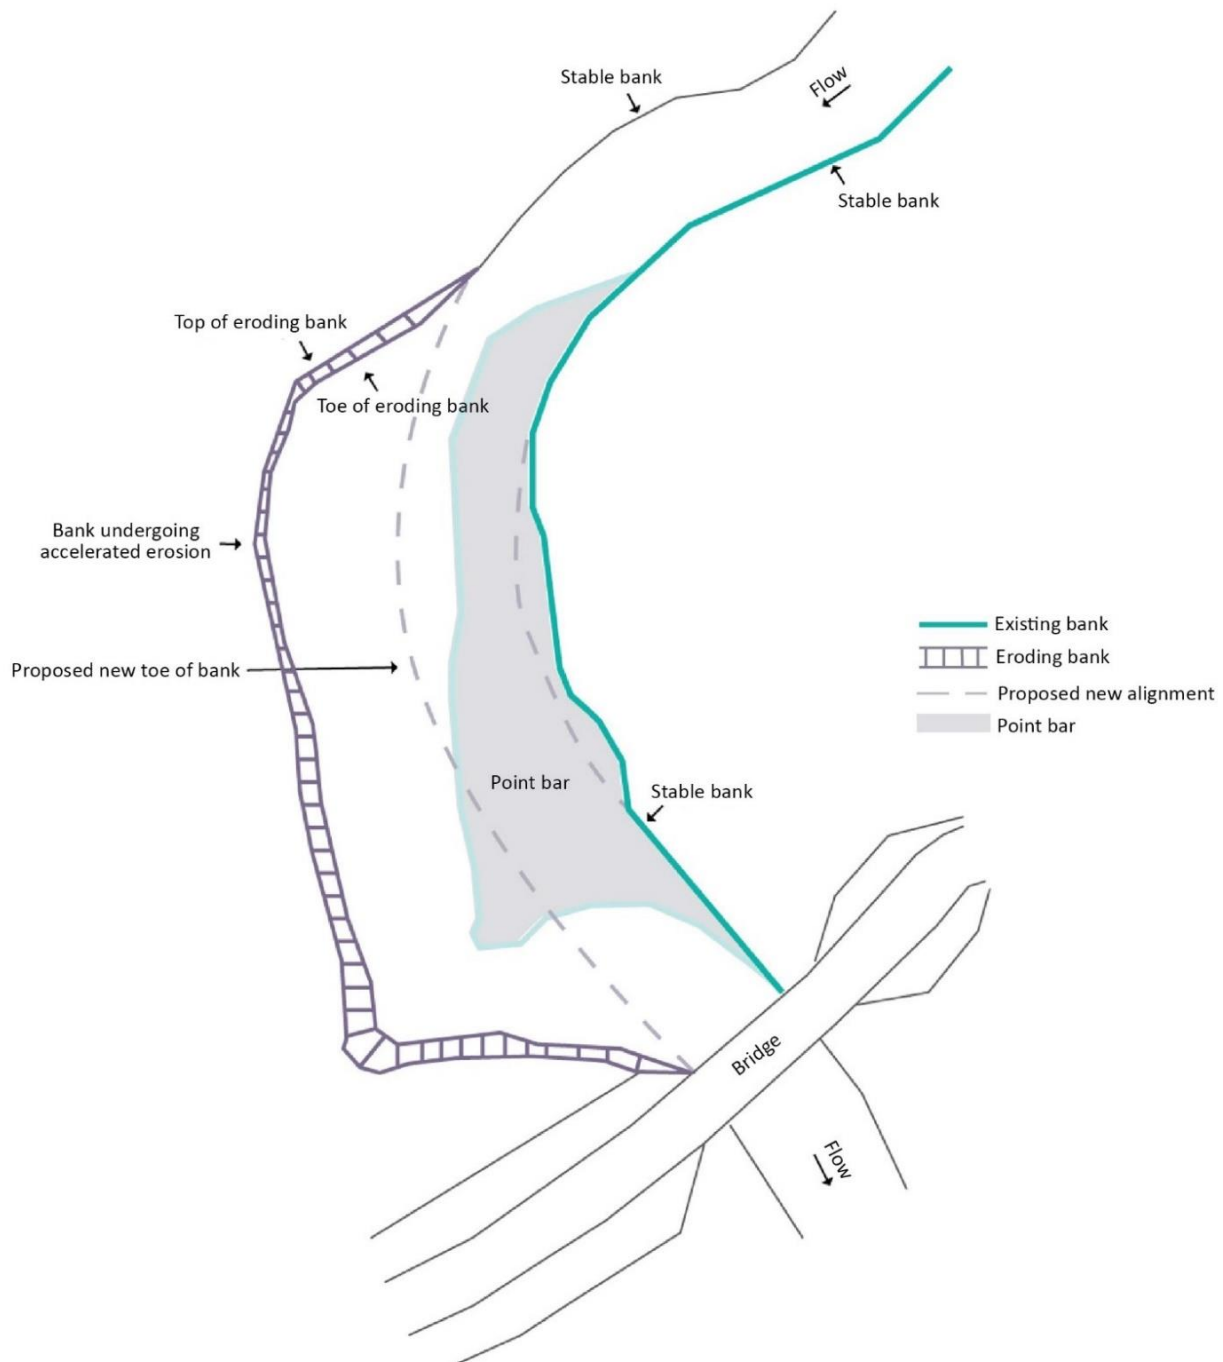 Stable bank
Flow
Stable bank
Top of eroding bank
Toe of eroding bank
Bank undergoing
accelerated erosion
Existing bank
Eroding bank
Proposed new toe of bank
Proposed new alignment
Point bar
Point bar
Stable bank
Bridge
Flow